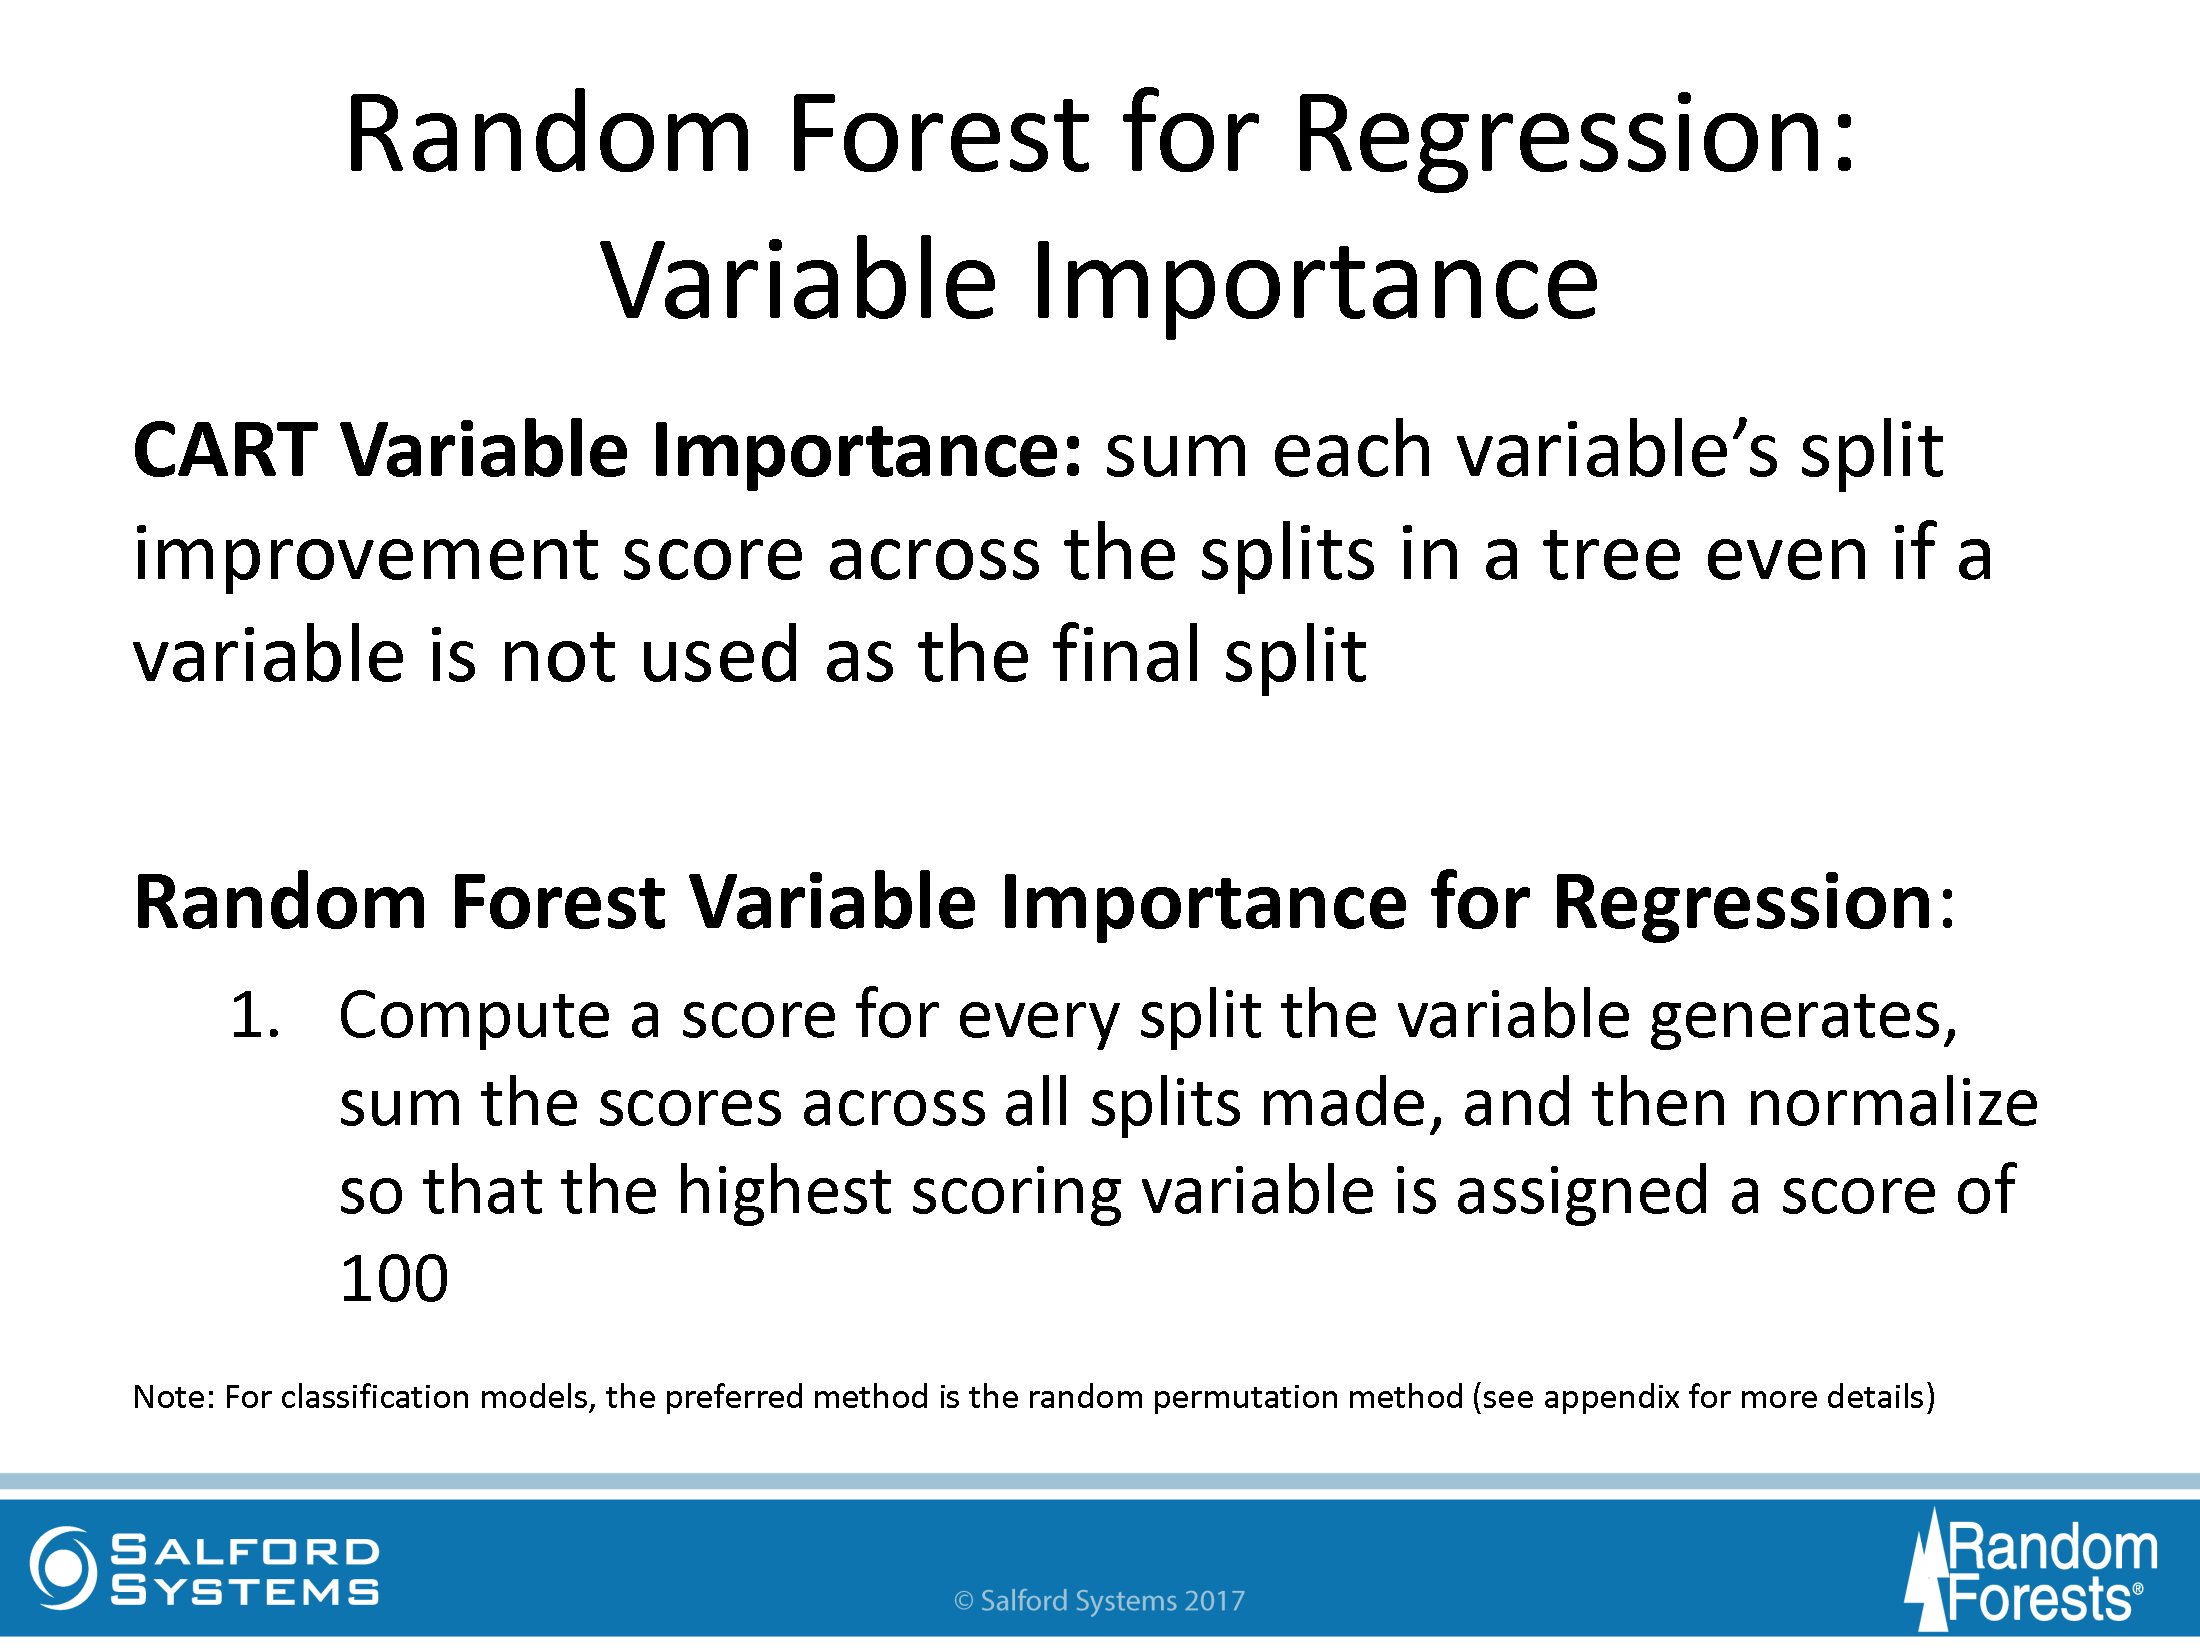 Random Forest for Regression:
Variable Importance
CART Variable Importance: sum each variable’s split
improvement score across the splits in a tree even if a
variable is not used as the final split
Random Forest Variable Importance for Regression:
1. Compute a score for every split the variable generates,
sum the scores across all splits made, and then normalize
so that the highest scoring variable is assigned a score of
100
Note: For classification models, the preferred method is the random permutation method (see appendix for more details)
SALFORD
SYSTEMS
© Salford Systems 2017
Random
Forests®